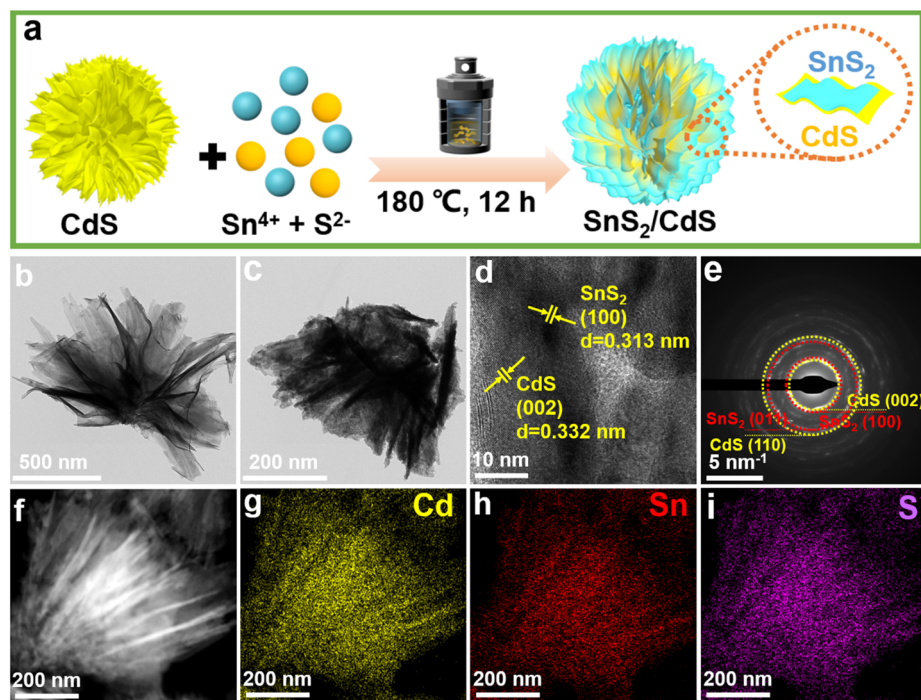 a
SnS₂
CdS
CdS
Sn⁴⁺ + S²⁻
180 ℃, 12 h
SnS₂/CdS
b
500 nm
c
200 nm
d
SnS₂
(100)
d=0.313 nm
CdS
(002)
d=0.332 nm
10 nm
e
CdS (002)
SnS₂ (011)
SnS₂ (100)
CdS (110)
5 nm⁻¹
f
200 nm
g
Cd
200 nm
h
Sn
200 nm
i
S
200 nm